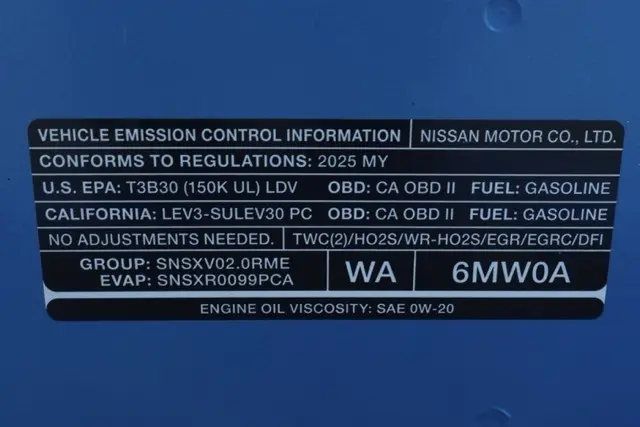 VEHICLE EMISSION CONTROL INFORMATION NISSAN MOTOR CO., LTD.
CONFORMS TO REGULATIONS: 2025 MY
U.S. EPA: T3B30 (150K UL) LDV OBD: CA OBD II FUEL: GASOLINE
CALIFORNIA: LEV3-SULEV30 PC OBD: CA OBD II FUEL: GASOLINE
NO ADJUSTMENTS NEEDED. TWC(2)/HO2S/WR-HO2S/EGR/EGRC/DFI
GROUP: SNSXV02.0RME
EVAP: SNSXR0099PCA
WA
6MW0A
ENGINE OIL VISCOSITY: SAE 0W-20